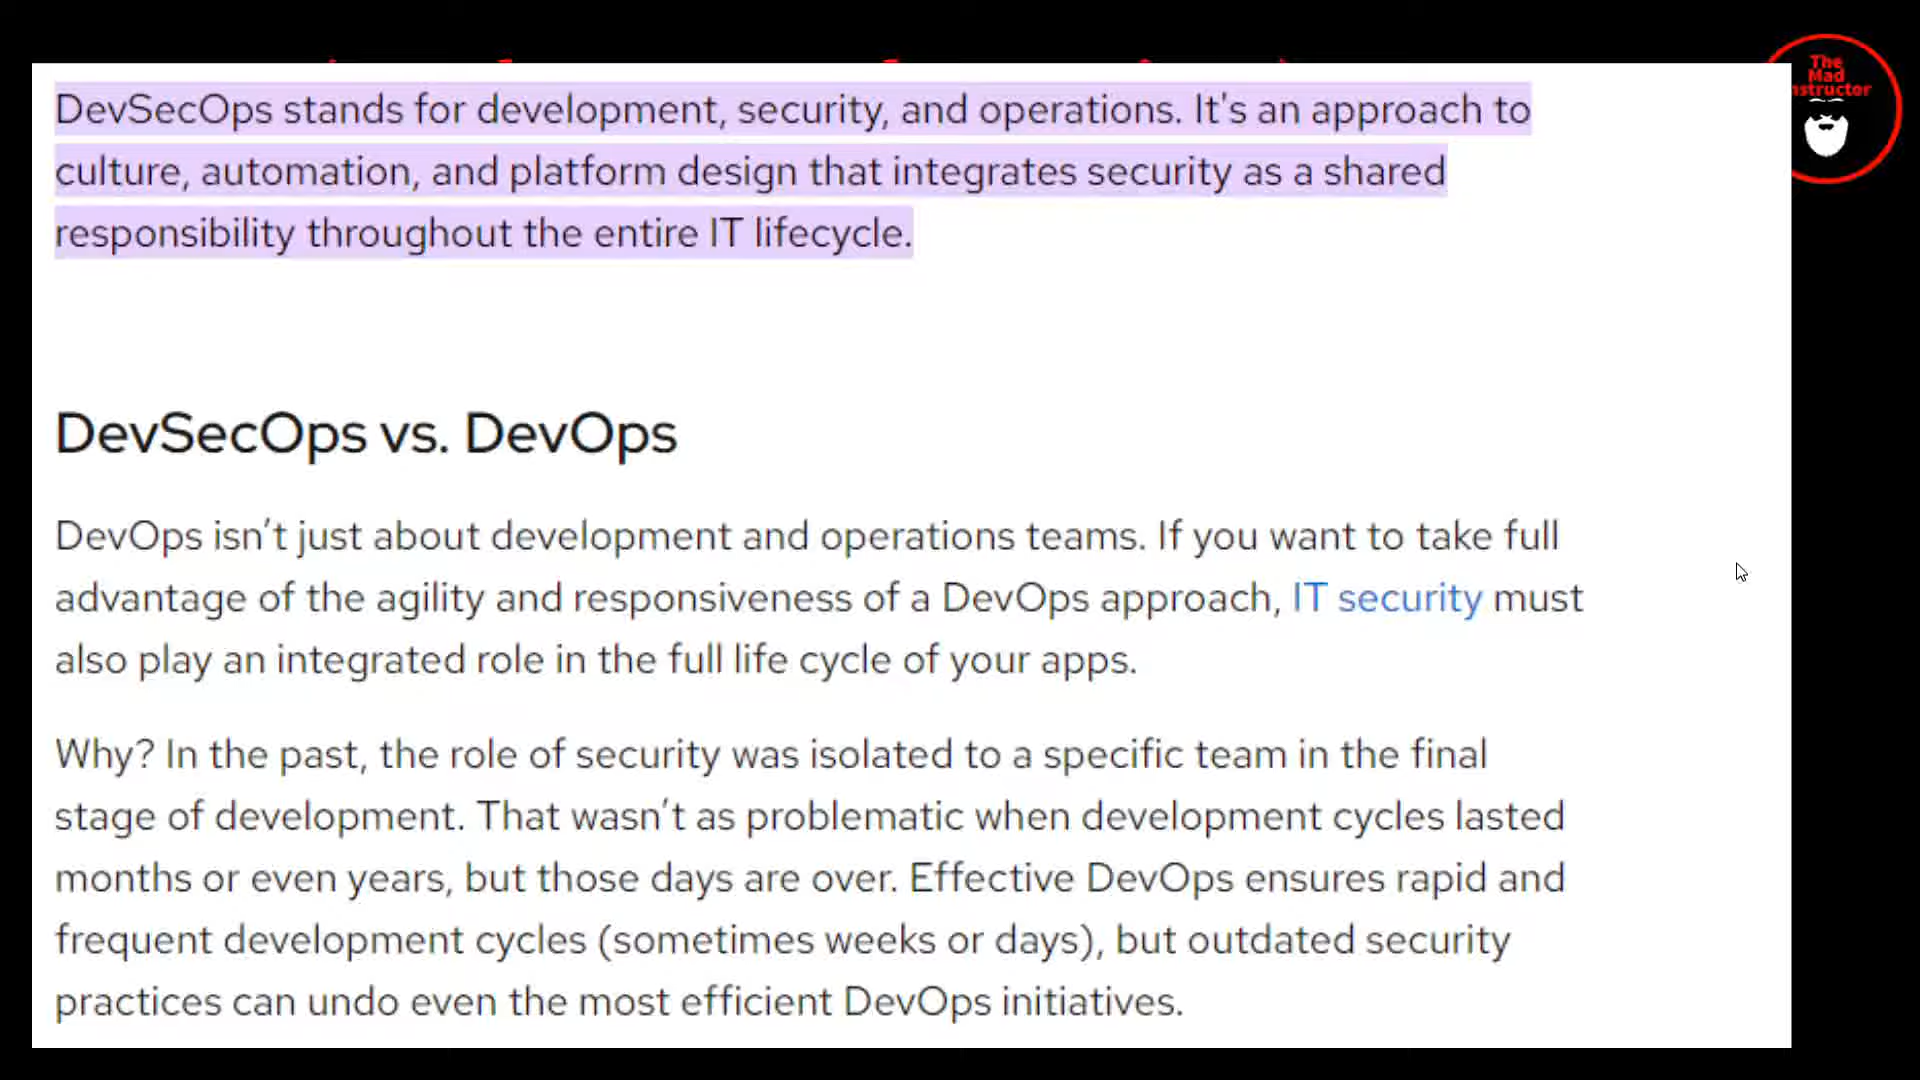 The
Mad
nstructor
DevSecOps stands for development, security, and operations. It's an approach to
culture, automation, and platform design that integrates security as a shared
responsibility throughout the entire IT lifecycle.
DevSecOps vs. DevOps
DevOps isn’t just about development and operations teams. If you want to take full
advantage of the agility and responsiveness of a DevOps approach, IT security must
also play an integrated role in the full life cycle of your apps.
Why? In the past, the role of security was isolated to a specific team in the final
stage of development. That wasn’t as problematic when development cycles lasted
months or even years, but those days are over. Effective DevOps ensures rapid and
frequent development cycles (sometimes weeks or days), but outdated security
practices can undo even the most efficient DevOps initiatives.